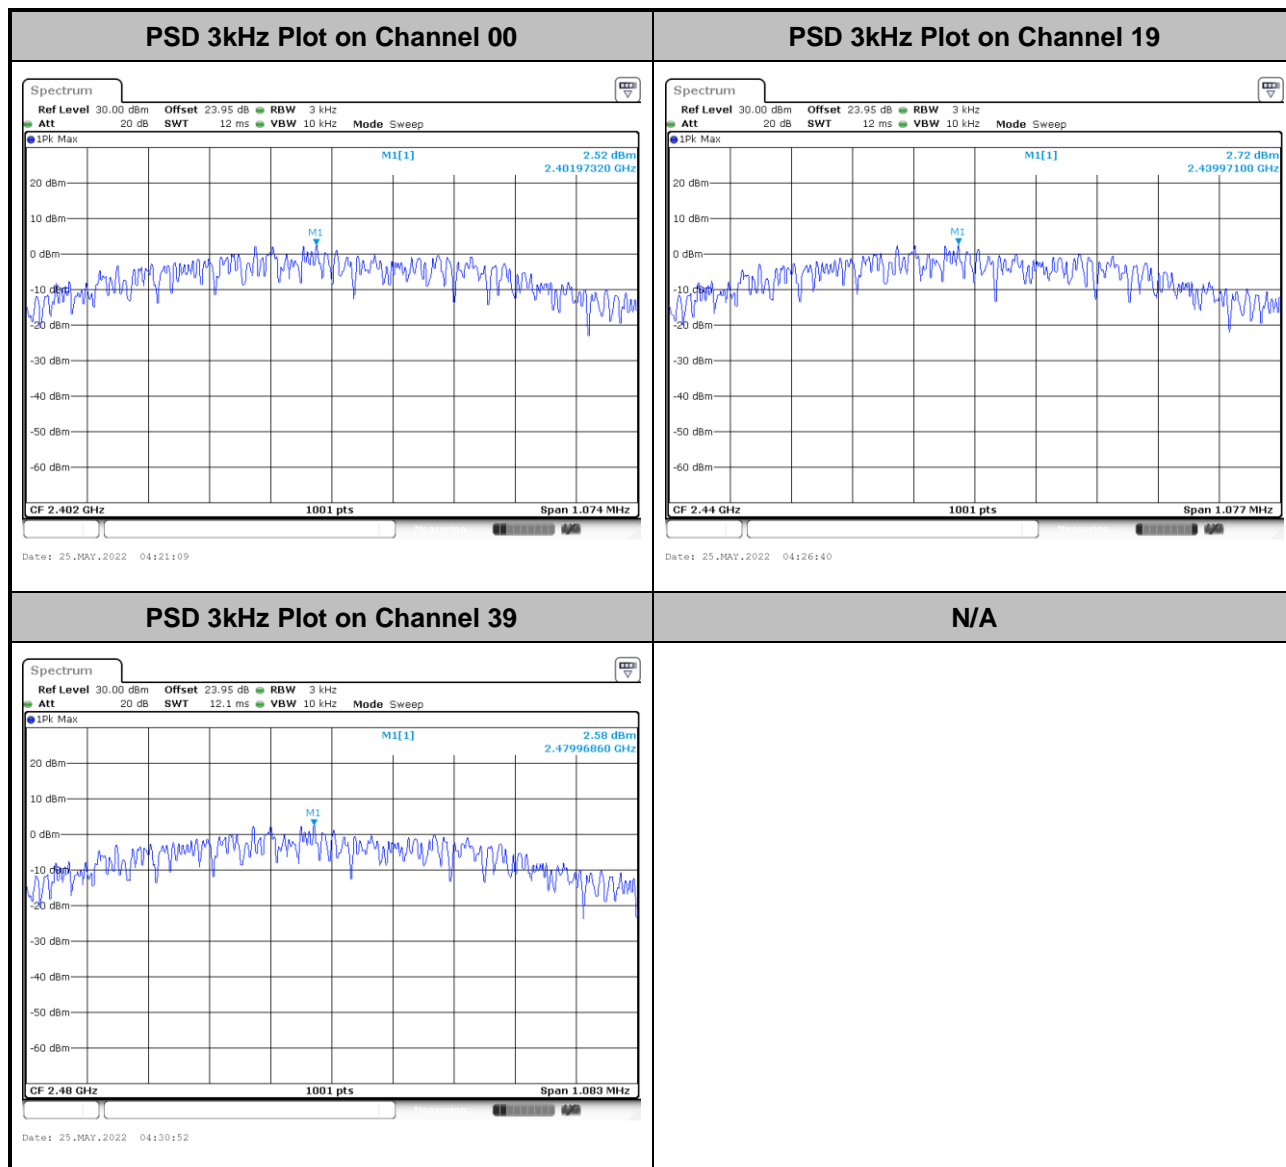 PSD 3kHz Plot on Channel 00
PSD 3kHz Plot on Channel 19
Spectrum
Ref Level 30.00 dBm Offset 23.95 dB RBW 3 kHz
Att 20 dB SWT 12 ms VBW 10 kHz Mode Sweep
1Pk Max
M1[1] 2.52 dBm
2.40197320 GHz
M1
20 dBm
10 dBm
0 dBm
-10 dBm
-20 dBm
-30 dBm
-40 dBm
-50 dBm
-60 dBm
CF 2.402 GHz 1001 pts Span 1.074 MHz
Measuring
Date: 25.MAY.2022 04:21:09
Spectrum
Ref Level 30.00 dBm Offset 23.95 dB RBW 3 kHz
Att 20 dB SWT 12 ms VBW 10 kHz Mode Sweep
1Pk Max
M1[1] 2.72 dBm
2.43997100 GHz
M1
20 dBm
10 dBm
0 dBm
-10 dBm
-20 dBm
-30 dBm
-40 dBm
-50 dBm
-60 dBm
CF 2.44 GHz 1001 pts Span 1.077 MHz
Measuring
Date: 25.MAY.2022 04:26:40
PSD 3kHz Plot on Channel 39
N/A
Spectrum
Ref Level 30.00 dBm Offset 23.95 dB RBW 3 kHz
Att 20 dB SWT 12.1 ms VBW 10 kHz Mode Sweep
1Pk Max
M1[1] 2.58 dBm
2.47996860 GHz
M1
20 dBm
10 dBm
0 dBm
-10 dBm
-20 dBm
-30 dBm
-40 dBm
-50 dBm
-60 dBm
CF 2.48 GHz 1001 pts Span 1.083 MHz
Measuring
Date: 25.MAY.2022 04:30:52